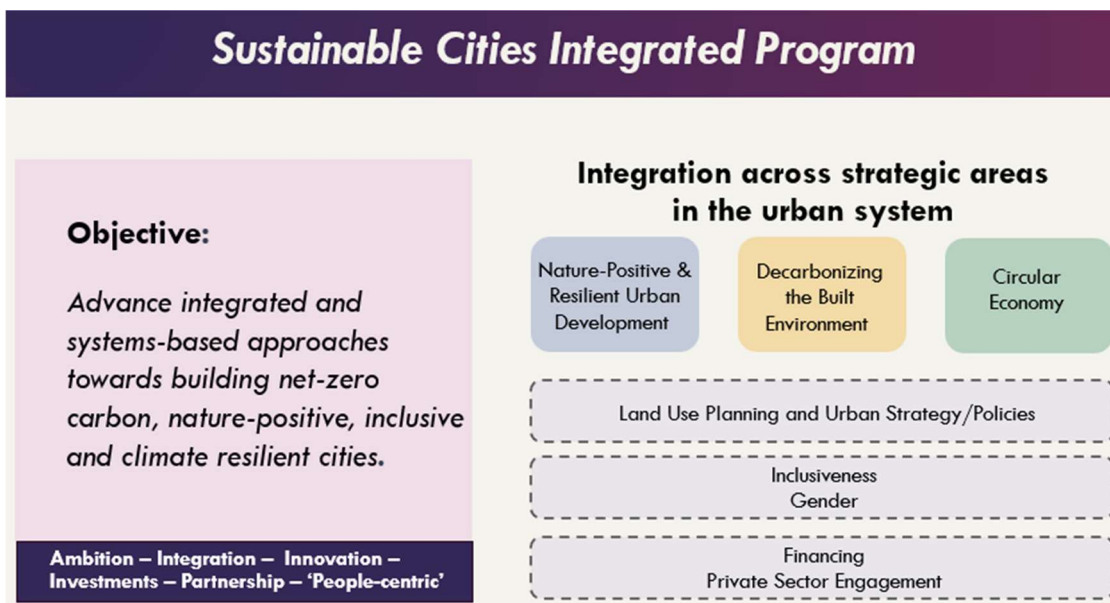 Sustainable Cities Integrated Program
Objective:
Advance integrated and
systems-based approaches
towards building net-zero
carbon, nature-positive, inclusive
and climate resilient cities.
Ambition – Integration – Innovation –
Investments – Partnership – ‘People-centric’
Integration across strategic areas
in the urban system
Nature-Positive &
Resilient Urban
Development
Decarbonizing
the Built
Environment
Circular
Economy
Land Use Planning and Urban Strategy/Policies
Inclusiveness
Gender
Financing
Private Sector Engagement